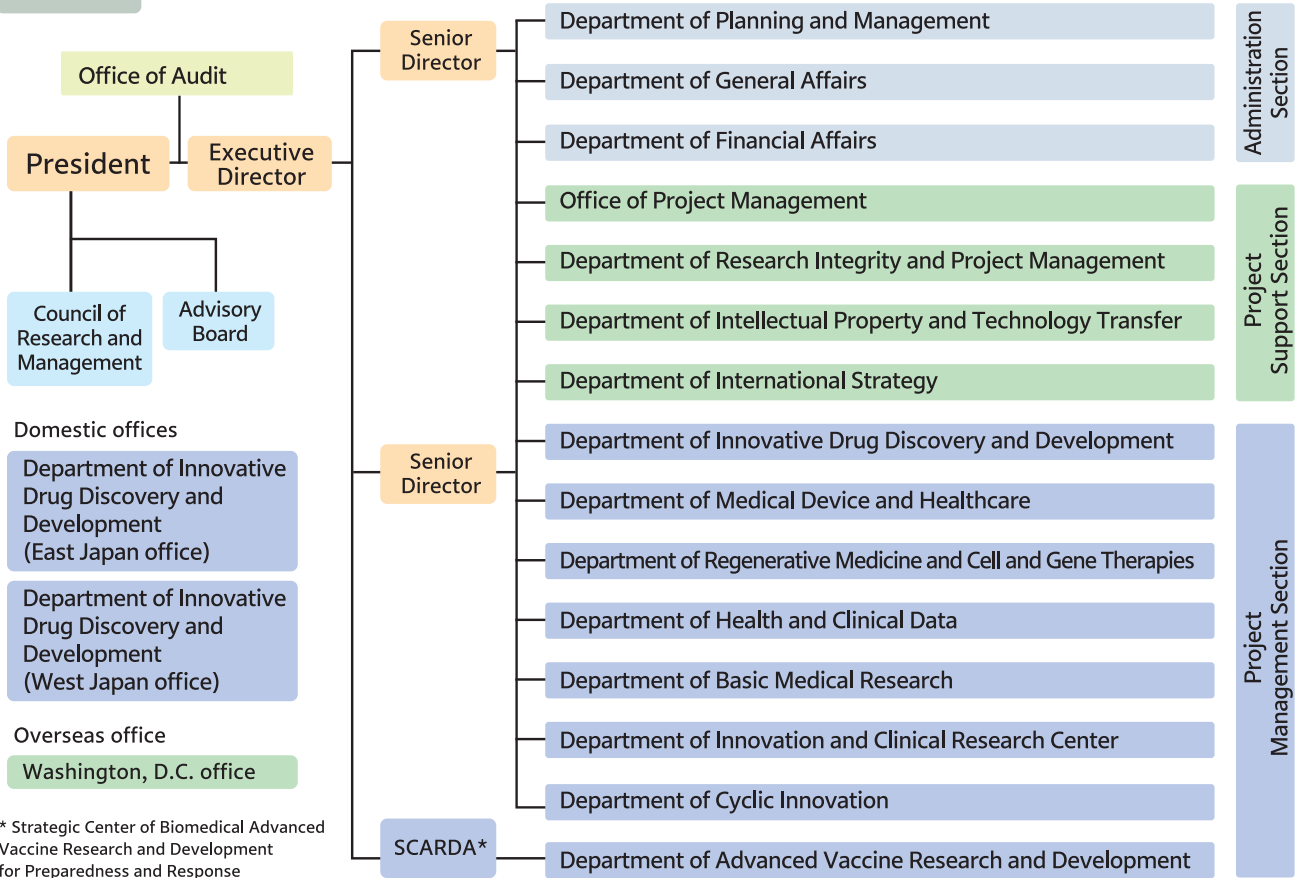 Office of Audit
President
Executive
Director
Council of
Research and
Management
Advisory
Board
Domestic offices
Department of Innovative
Drug Discovery and
Development
(East Japan office)
Department of Innovative
Drug Discovery and
Development
(West Japan office)
Overseas office
Washington, D.C. office
* Strategic Center of Biomedical Advanced
Vaccine Research and Development
for Preparedness and Response
Senior
Director
Senior
Director
SCARDA*
Department of Planning and Management
Department of General Affairs
Department of Financial Affairs
Office of Project Management
Department of Research Integrity and Project Management
Department of Intellectual Property and Technology Transfer
Department of International Strategy
Department of Innovative Drug Discovery and Development
Department of Medical Device and Healthcare
Department of Regenerative Medicine and Cell and Gene Therapies
Department of Health and Clinical Data
Department of Basic Medical Research
Department of Innovation and Clinical Research Center
Department of Cyclic Innovation
Department of Advanced Vaccine Research and Development
Administration
Section
Project
Support Section
Project
Management Section